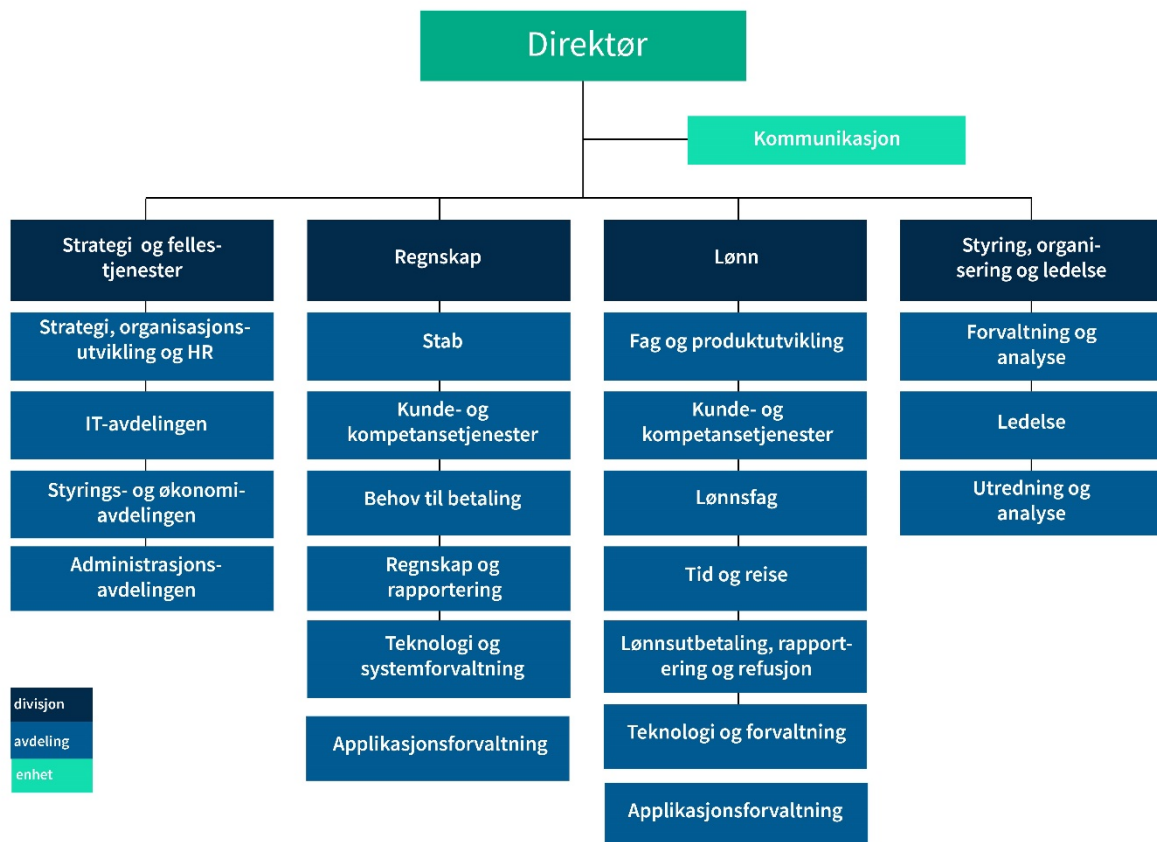 Direktør
Kommunikasjon
Strategi og felles-
tjenester
Strategi, organisasjons-
utvikling og HR
IT-avdelingen
Styrings- og økonomi-
avdelingen
Administrasjons-
avdelingen
Regnskap
Stab
Kunde- og
kompetansetjenester
Behov til betaling
Regnskap og
rapportering
Teknologi og
systemforvaltning
Applikasjonsforvaltning
Lønn
Fag og produktutvikling
Kunde- og
kompetansetjenester
Lønnsfag
Tid og reise
Lønnsutbetaling, rapport-
ering og refusjon
Teknologi og forvaltning
Applikasjonsforvaltning
Styring, organi-
sering og ledelse
Forvaltning og
analyse
Ledelse
Utredning og
analyse
divisjon
avdeling
enhet